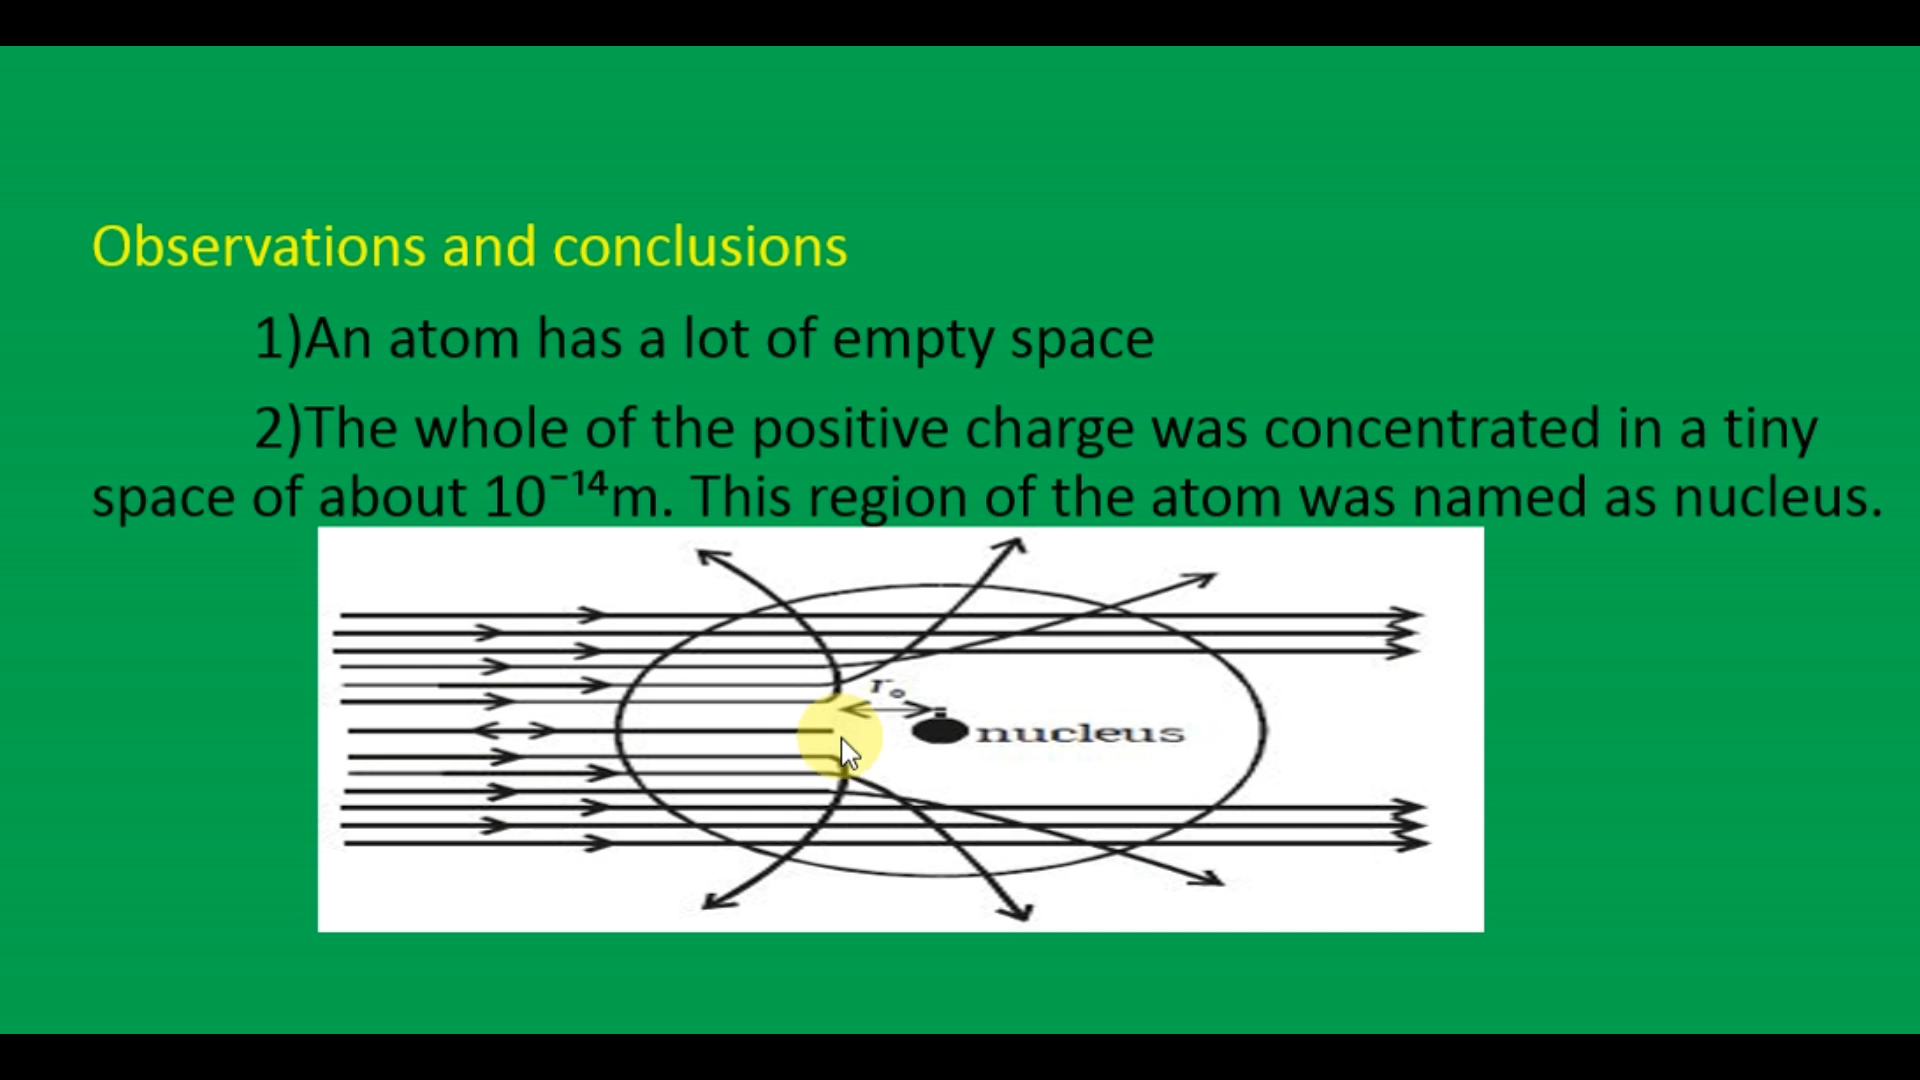 Observations and conclusions
1)An atom has a lot of empty space
2)The whole of the positive charge was concentrated in a tiny
space of about 10⁻¹⁴m. This region of the atom was named as nucleus.
r₀
nucleus